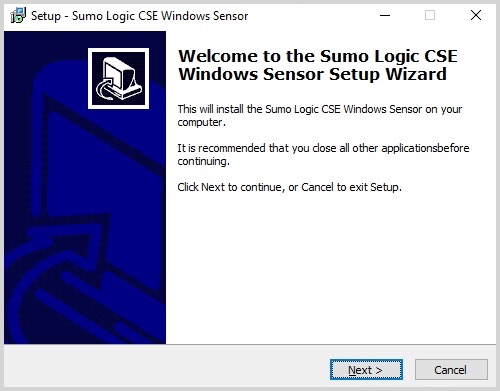 Setup - Sumo Logic CSE Windows Sensor
Welcome to the Sumo Logic CSE
Windows Sensor Setup Wizard
This will install the Sumo Logic CSE Windows Sensor on your
computer.
It is recommended that you close all other applicationsbefore
continuing.
Click Next to continue, or Cancel to exit Setup.
Next >
Cancel